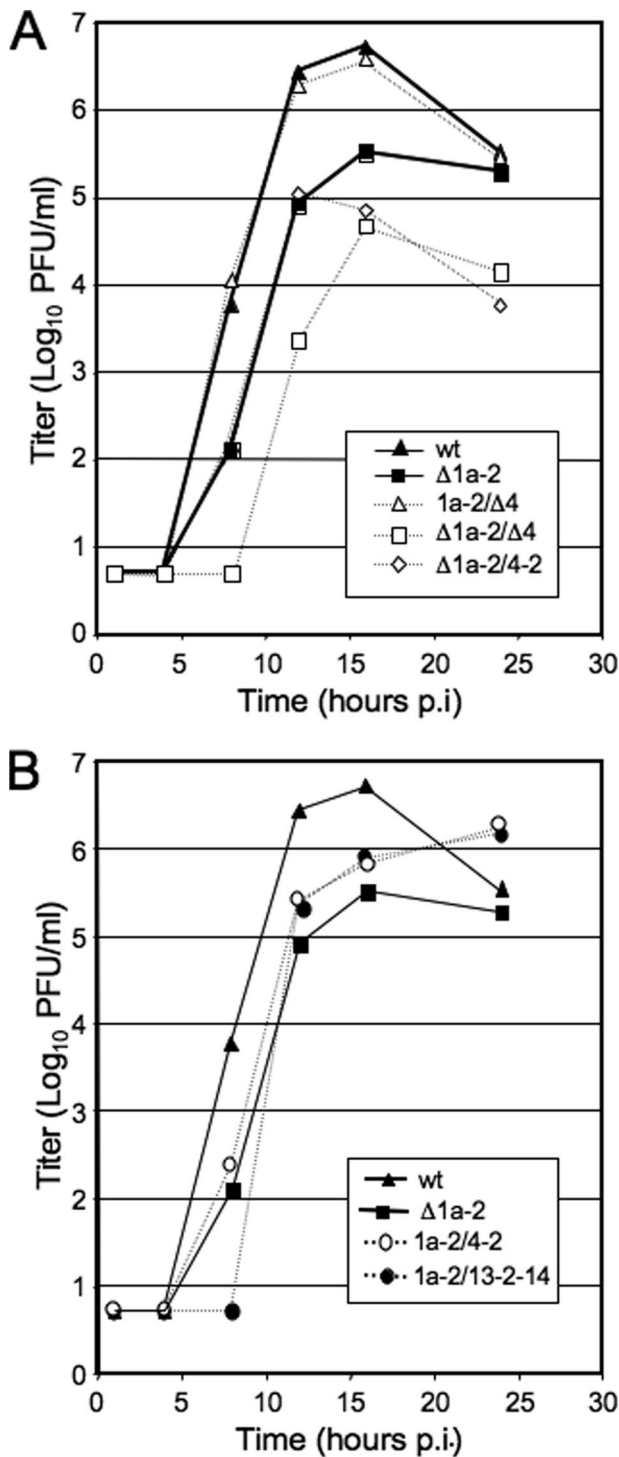 A
7
6
5
4
3
2
1
0
Titer (Log10 PFU/ml)
wt
Δ1a-2
1a-2/Δ4
Δ1a-2/Δ4
Δ1a-2/4-2
0 5 10 15 20 25 30
Time (hours p.i)
B
7
6
5
4
3
2
1
0
Titer (Log10 PFU/ml)
wt
Δ1a-2
1a-2/4-2
1a-2/13-2-14
0 5 10 15 20 25 30
Time (hours p.i.)